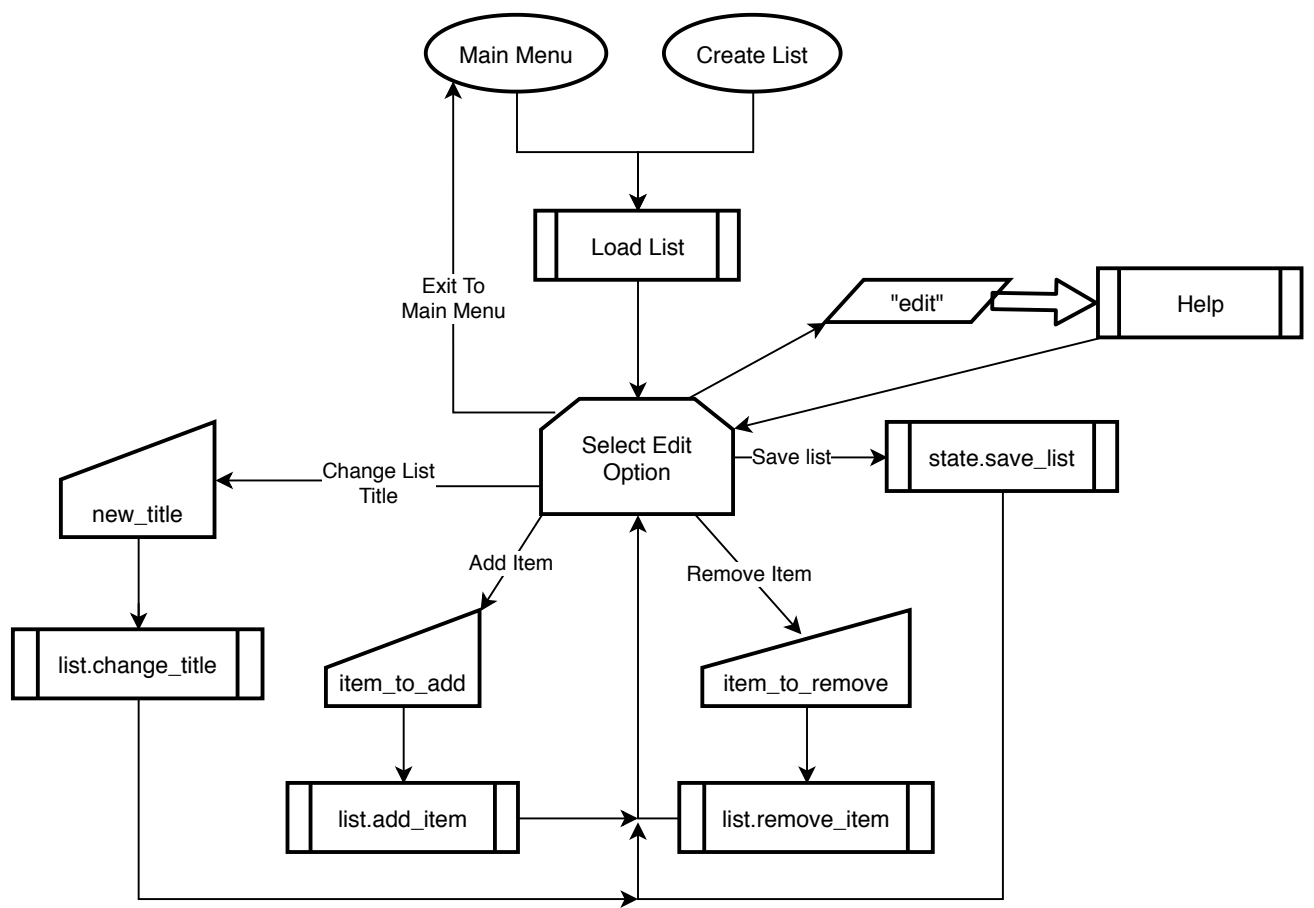 Main Menu
Create List
Load List
Exit To
Main Menu
"edit"
Help
Select Edit
Option
Save list
state.save_list
Change List
Title
new_title
Add Item
Remove Item
list.change_title
item_to_add
item_to_remove
list.add_item
list.remove_item